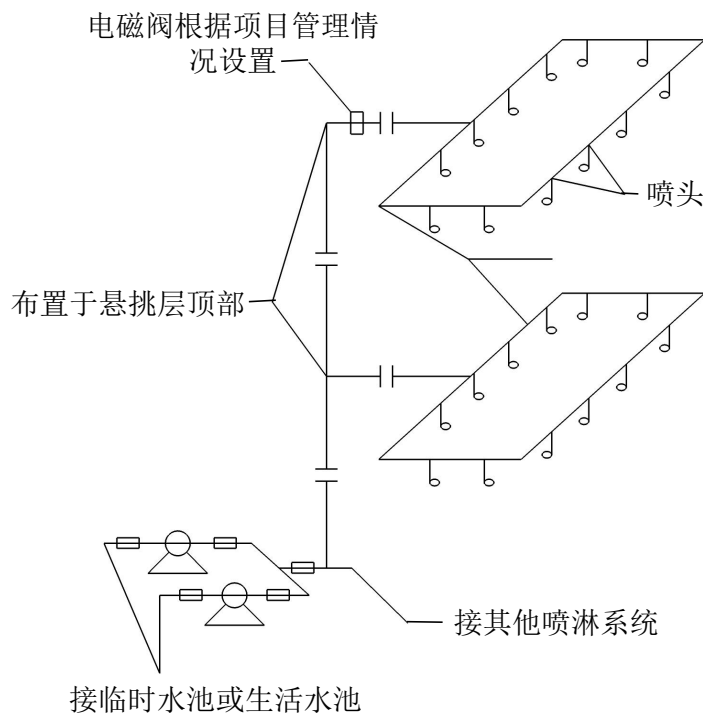 电磁阀根据项目管理情
况设置
喷头
布置于悬挑层顶部
接其他喷淋系统
接临时水池或生活水池